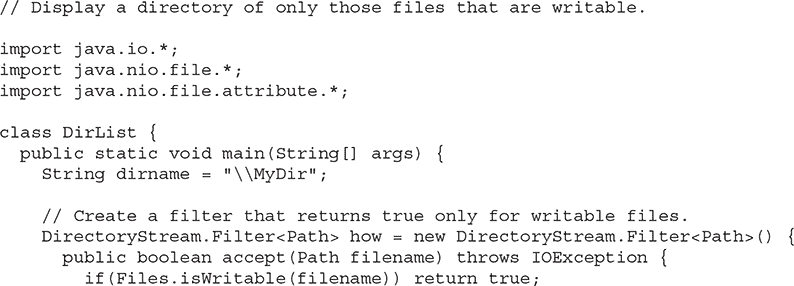 // Display a directory of only those files that are writable.

import java.io.*;
import java.nio.file.*;
import java.nio.file.attribute.*;

class DirList {
  public static void main(String[] args) {
    String dirname = "\\MyDir";

    // Create a filter that returns true only for writable files.
    DirectoryStream.Filter<Path> how = new DirectoryStream.Filter<Path>() {
      public boolean accept(Path filename) throws IOException {
        if(Files.isWritable(filename)) return true;